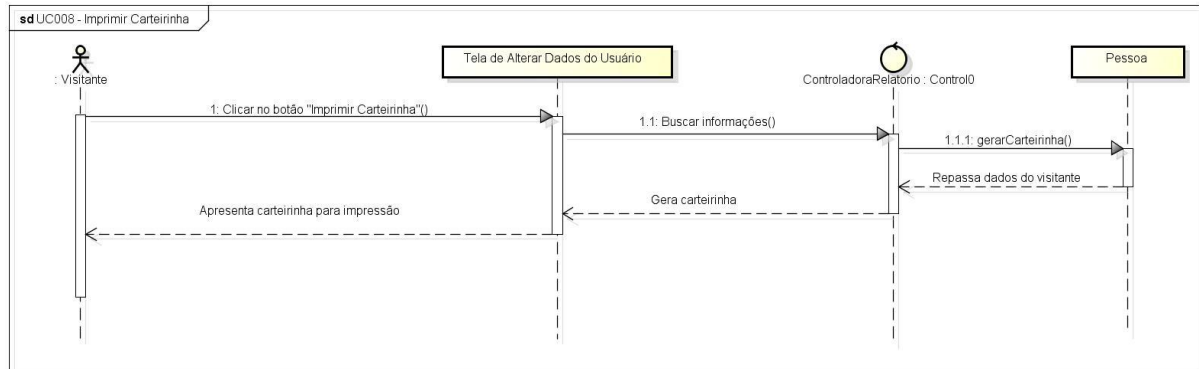 sd UC008 - Imprimir Carteirinha
: Visitante
Tela de Alterar Dados do Usuário
ControladoraRelatorio : Control0
Pessoa
1: Clicar no botão "Imprimir Carteirinha"()
1.1: Buscar informações()
1.1.1: gerarCarteirinha()
Repassa dados do visitante
Gera carteirinha
Apresenta carteirinha para impressão